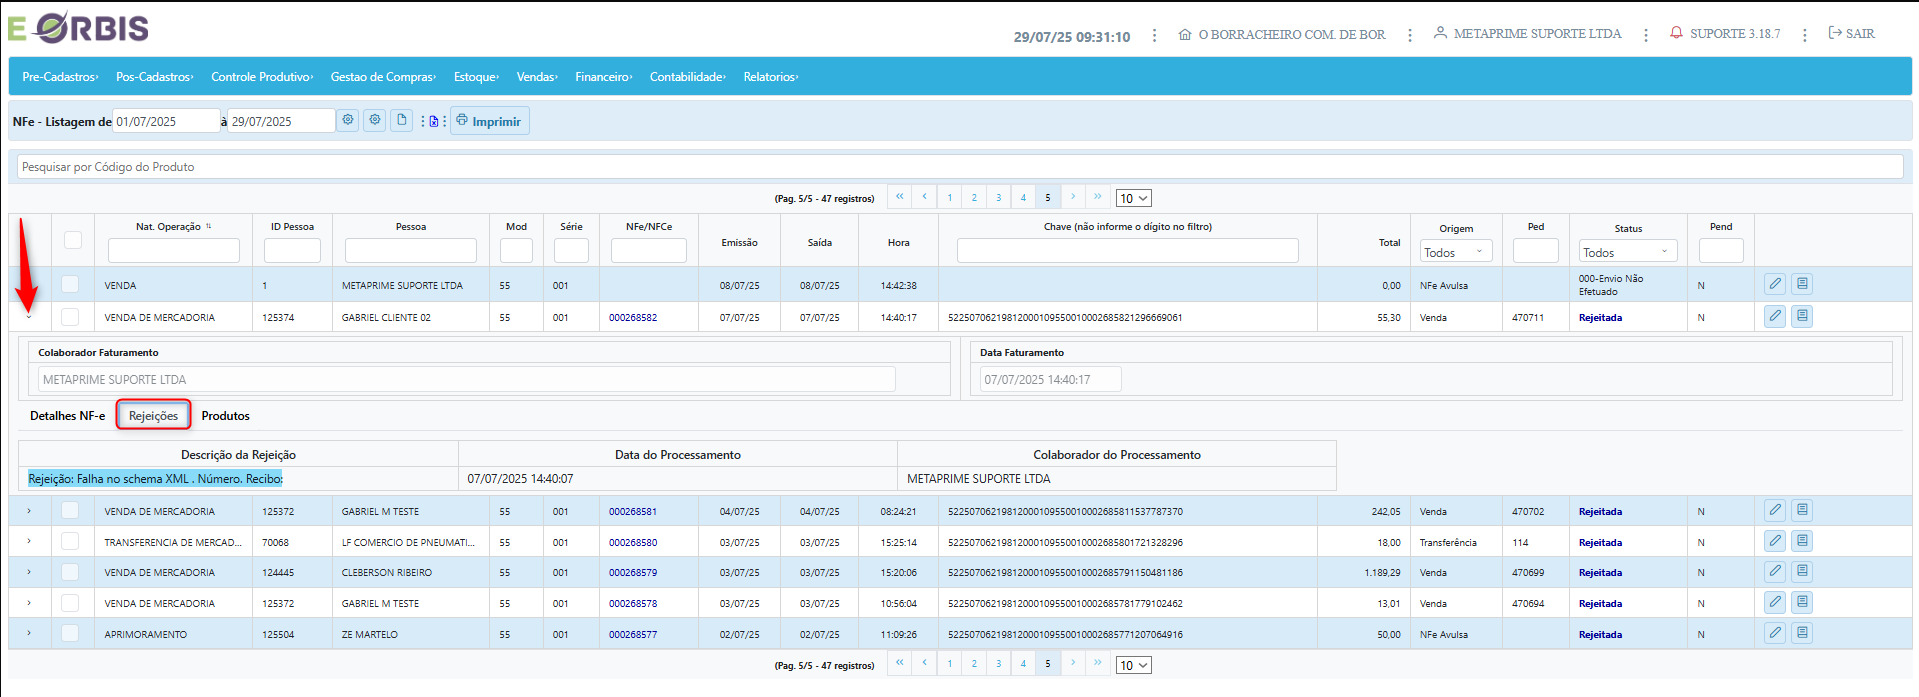 E ORBIS
29/07/25 09:31:10 O BORRACHEIRO COM. DE BOR METAPRIME SUPORTE LTDA SUPORTE 3.18.7 SAIR
Pre-Cadastros Pos-Cadastros Controle Produtivo Gestao de Compras Estoque Vendas Financeiro Contabilidade Relatorios
NFe - Listagem de 01/07/2025 à 29/07/2025 Imprimir
Pesquisar por Código do Produto
(Pag. 5/5 - 47 registros) « ‹ 1 2 3 4 5 › » 10
Nat. Operação ID Pessoa Pessoa Mod Série NFe/NFCe Emissão Saída Hora Chave (não informe o dígito no filtro) Total Origem Ped Status Pend
Todos Todos
VENDA 1 METAPRIME SUPORTE LTDA 55 001 08/07/25 08/07/25 14:42:38 0,00 NFe Avulsa 000-Envio Não N
Efetuado
VENDA DE MERCADORIA 125374 GABRIEL CLIENTE 02 55 001 000268582 07/07/25 07/07/25 14:40:17 52250706219812000109550010002685821296669061 55,30 Venda 470711 Rejeitada N
Colaborador Faturamento Data Faturamento
METAPRIME SUPORTE LTDA 07/07/2025 14:40:17
Detalhes NF-e Rejeições Produtos
Descrição da Rejeição Data do Processamento Colaborador do Processamento
Rejeição: Falha no schema XML . Número. Recibo: 07/07/2025 14:40:07 METAPRIME SUPORTE LTDA
VENDA DE MERCADORIA 125372 GABRIEL M TESTE 55 001 000268581 04/07/25 04/07/25 08:24:21 52250706219812000109550010002685811537787370 242,05 Venda 470702 Rejeitada N
TRANSFERENCIA DE MERCAD... 70068 LF COMERCIO DE PNEUMATI... 55 001 000268580 03/07/25 03/07/25 15:25:14 52250706219812000109550010002685801721328296 18,00 Transferência 114 Rejeitada N
VENDA DE MERCADORIA 124445 CLEBERSON RIBEIRO 55 001 000268579 03/07/25 03/07/25 15:20:06 52250706219812000109550010002685791150481186 1.189,29 Venda 470699 Rejeitada N
VENDA DE MERCADORIA 125372 GABRIEL M TESTE 55 001 000268578 03/07/25 03/07/25 10:56:04 52250706219812000109550010002685781779102462 13,01 Venda 470694 Rejeitada N
APRIMORAMENTO 125504 ZE MARTELO 55 001 000268577 02/07/25 02/07/25 11:09:26 52250706219812000109550010002685771207064916 50,00 NFe Avulsa Rejeitada N
(Pag. 5/5 - 47 registros) « ‹ 1 2 3 4 5 › » 10